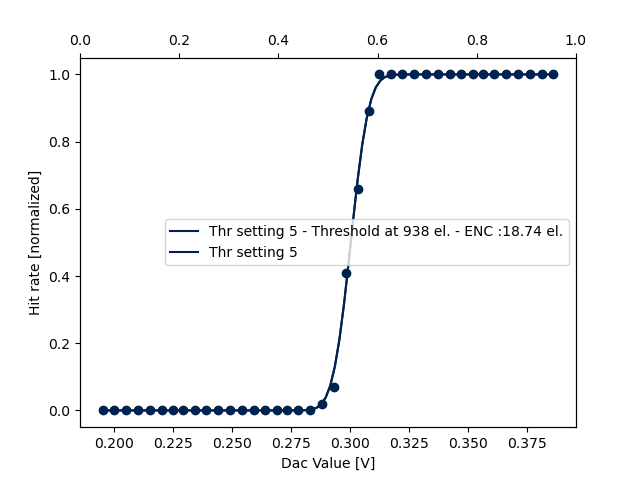 0.0 0.2 0.4 0.6 0.8 1.0
1.0
0.8
0.6
0.4
0.2
0.0
Hit rate [normalized]
Thr setting 5 - Threshold at 938 el. - ENC :18.74 el.
Thr setting 5
0.200 0.225 0.250 0.275 0.300 0.325 0.350 0.375
Dac Value [V]